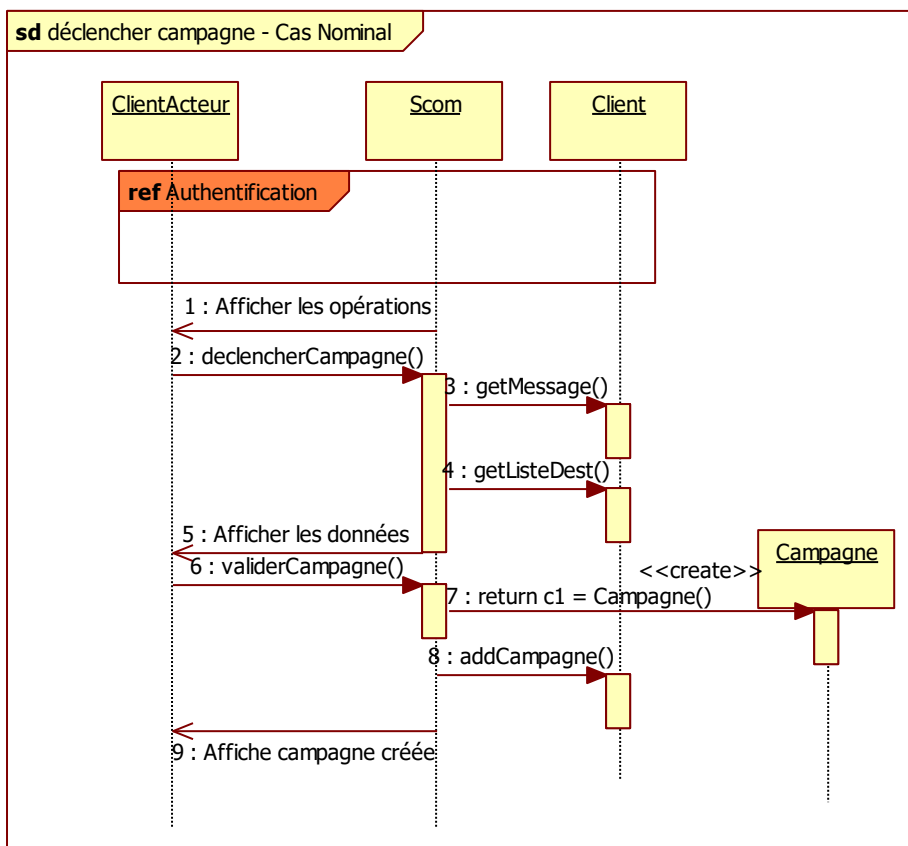 sd déclencher campagne - Cas Nominal
ClientActeur
Scom
Client
ref Authentification
1 : Afficher les opérations
2 : declencherCampagne()
3 : getMessage()
4 : getListeDest()
5 : Afficher les données
Campagne
6 : validerCampagne()
<<create>>
7 : return c1 = Campagne()
8 : addCampagne()
9 : Affiche campagne créée